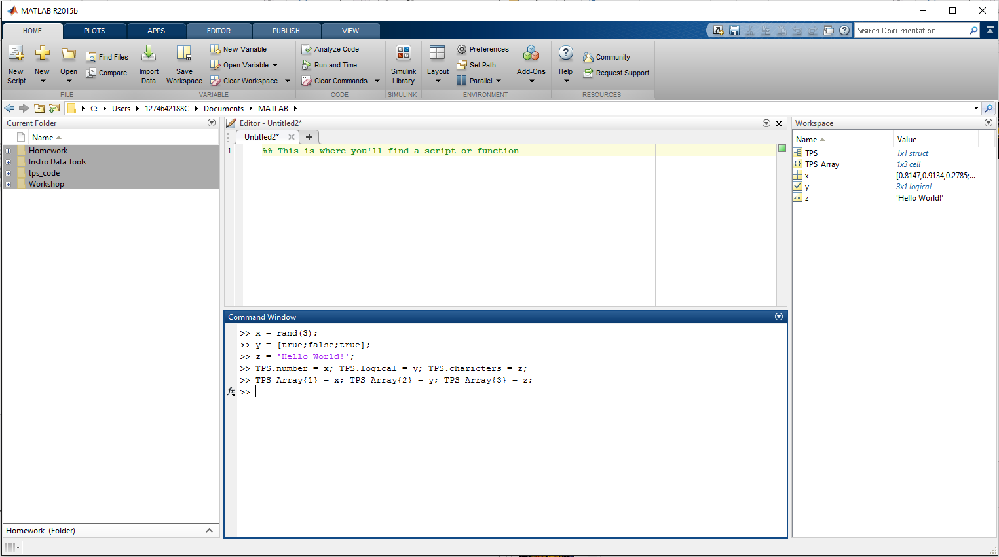 MATLAB R2015b
HOME PLOTS APPS EDITOR PUBLISH VIEW
Search Documentation
New Script
New
Open
Find Files
Compare
FILE
Import Data
Save Workspace
New Variable
Open Variable
Clear Workspace
VARIABLE
Analyze Code
Run and Time
Clear Commands
CODE
Simulink Library
SIMULINK
Layout
Preferences
Set Path
Parallel
Add-Ons
ENVIRONMENT
Help
Community
Request Support
RESOURCES
C: Users 1274642188C Documents MATLAB
Current Folder
Name
Homework
Instro Data Tools
tps_code
Workshop
Homework (Folder)
Editor - Untitled2*
Untitled2*
1 %% This is where you'll find a script or function
Command Window
>> x = rand(3);
>> y = [true;false;true];
>> z = 'Hello World!';
>> TPS.number = x; TPS.logical = y; TPS.charicters = z;
>> TPS_Array{1} = x; TPS_Array{2} = y; TPS_Array{3} = z;
fx >>
Workspace
Name Value
TPS 1x1 struct
TPS_Array 1x3 cell
x [0.8147,0.9134,0.2785;...
y 3x1 logical
abc z 'Hello World!'